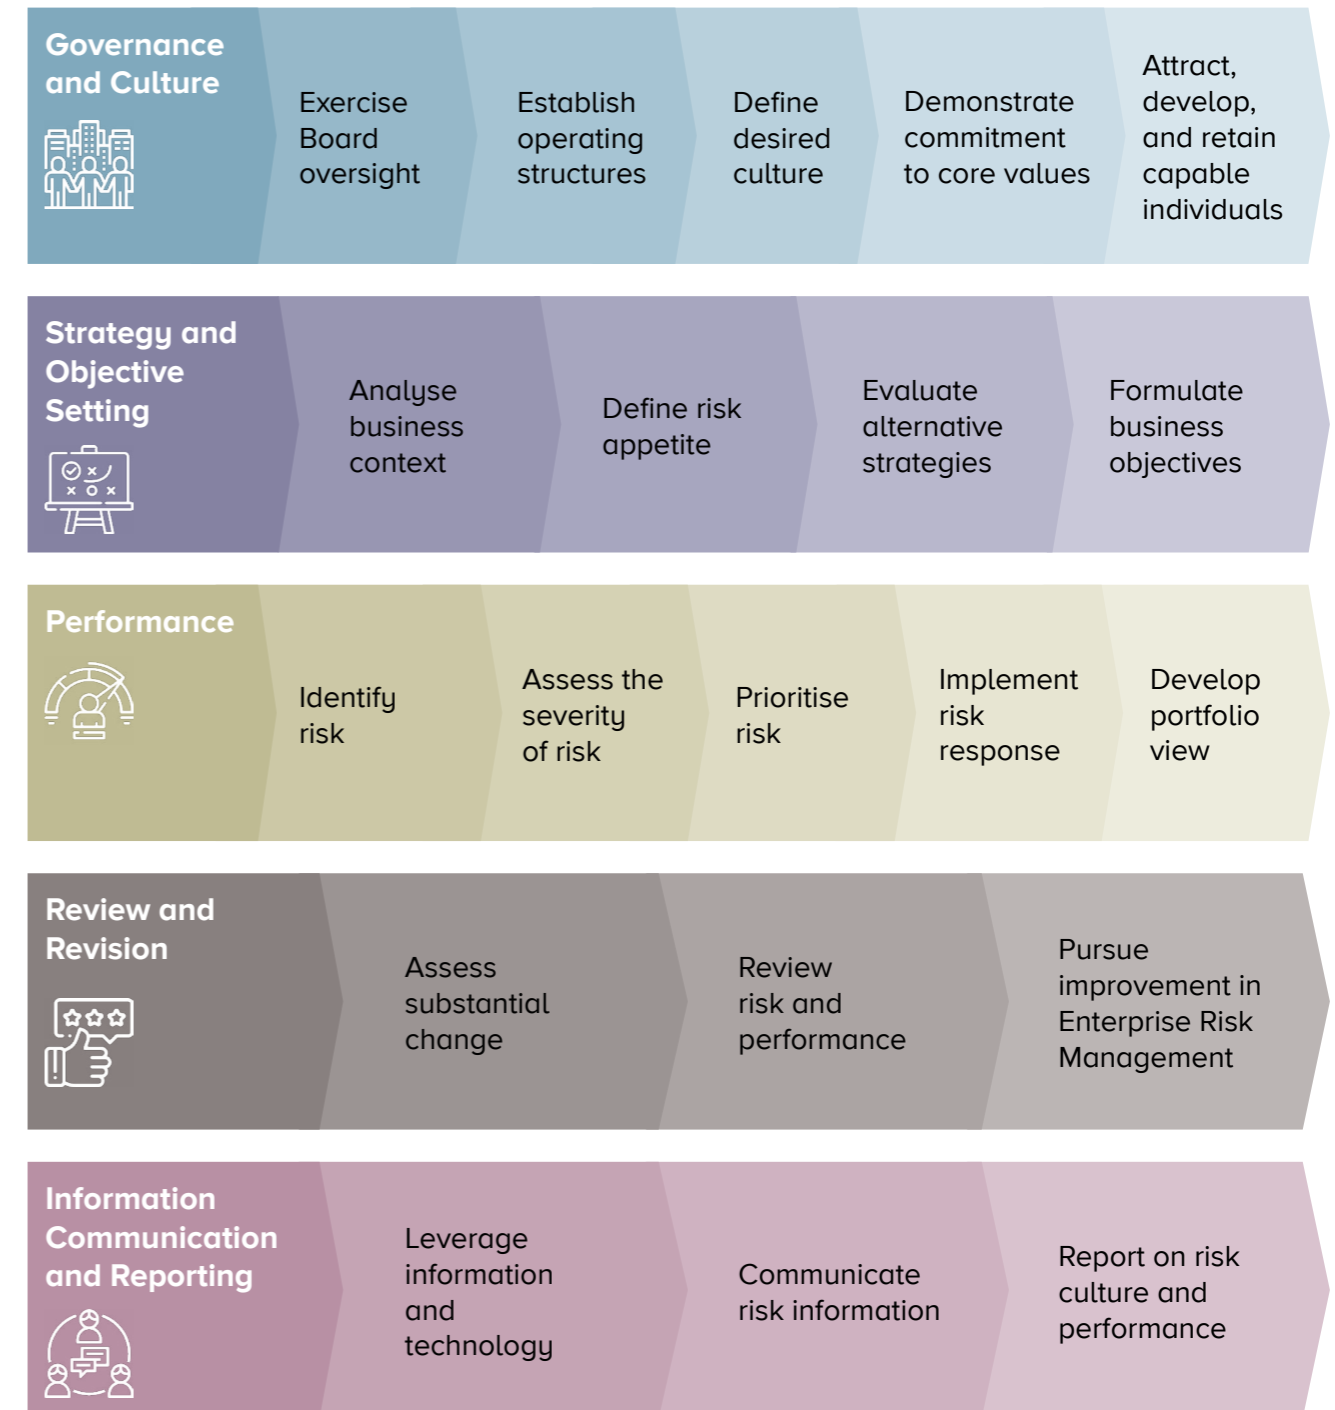 Governance
and Culture
Exercise
Board
oversight
Establish
operating
structures
Define
desired
culture
Demonstrate
commitment
to core values
Attract,
develop,
and retain
capable
individuals
Strategy and
Objective
Setting
Analyse
business
context
Define risk
appetite
Evaluate
alternative
strategies
Formulate
business
objectives
Performance
Identify
risk
Assess the
severity
of risk
Prioritise
risk
Implement
risk
response
Develop
portfolio
view
Review and
Revision
Assess
substantial
change
Review
risk and
performance
Pursue
improvement in
Enterprise Risk
Management
Information
Communication
and Reporting
Leverage
information
and
technology
Communicate
risk information
Report on risk
culture and
performance